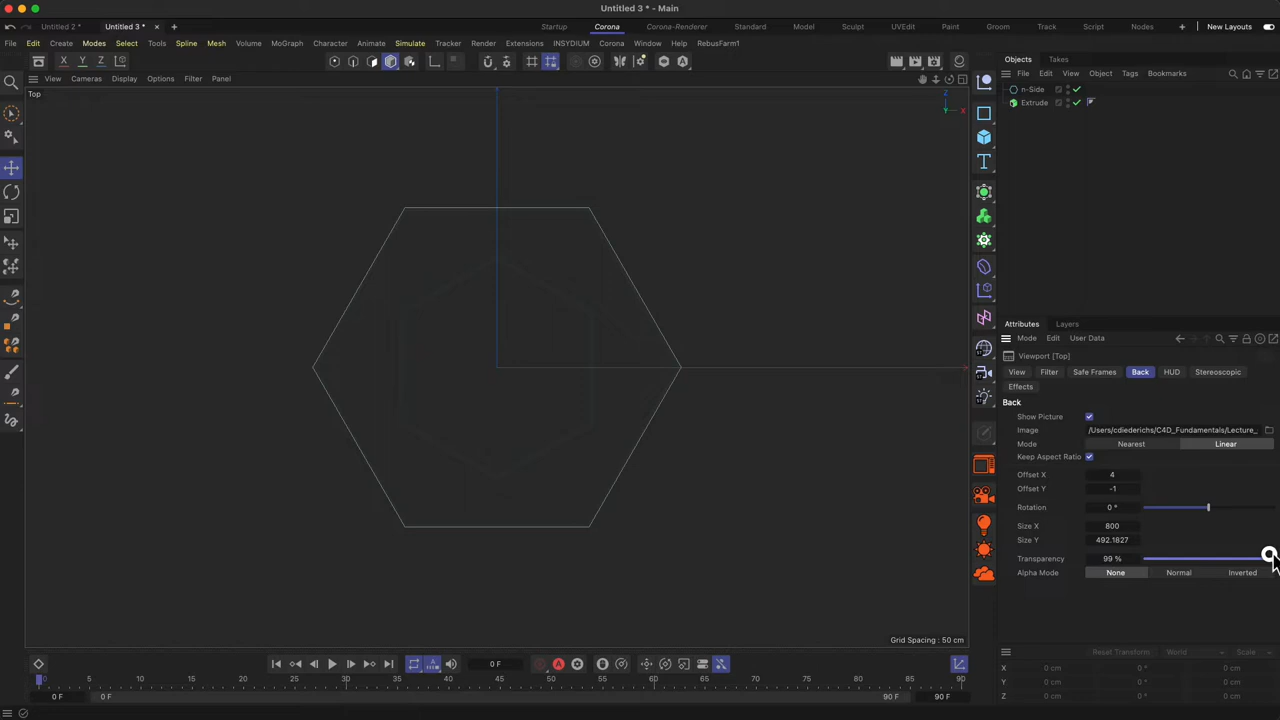 Untitled 3 * - Main
Untitled 2 *
Untitled 3 *
Startup
Corona
Corona-Renderer
Standard
Model
Sculpt
UVEdit
Paint
Groom
Track
Script
Nodes
New Layouts
File
Edit
Create
Modes
Select
Tools
Spline
Mesh
Volume
MoGraph
Character
Animate
Simulate
Tracker
Render
Extensions
INSYDIUM
Corona
Window
Help
RebusFarm1
X
Y
Z
Objects
Takes
View
Cameras
Display
Options
Filter
Panel
File
Edit
View
Object
Tags
Bookmarks
Top
Z
Y
X
n-Side
Extrude
Attributes
Layers
Mode
Edit
User Data
Viewport [Top]
View
Filter
Safe Frames
Back
HUD
Stereoscopic
Effects
Back
Show Picture
Image
/Users/cdiederichs/C4D_Fundamentals/Lecture_
Mode
Nearest
Linear
Keep Aspect Ratio
Offset X
4
Offset Y
-1
Rotation
0 °
Size X
800
Size Y
492.1827
Transparency
99 %
Alpha Mode
None
Normal
Inverted
Grid Spacing : 50 cm
0 F
Reset Transform
World
Scale
X
0 cm
0 °
0 cm
Y
0 cm
0 °
0 cm
Z
0 cm
0 °
0 cm
0
5
10
15
20
25
30
35
40
45
50
55
60
65
70
75
80
85
90
0 F
0 F
90 F
90 F